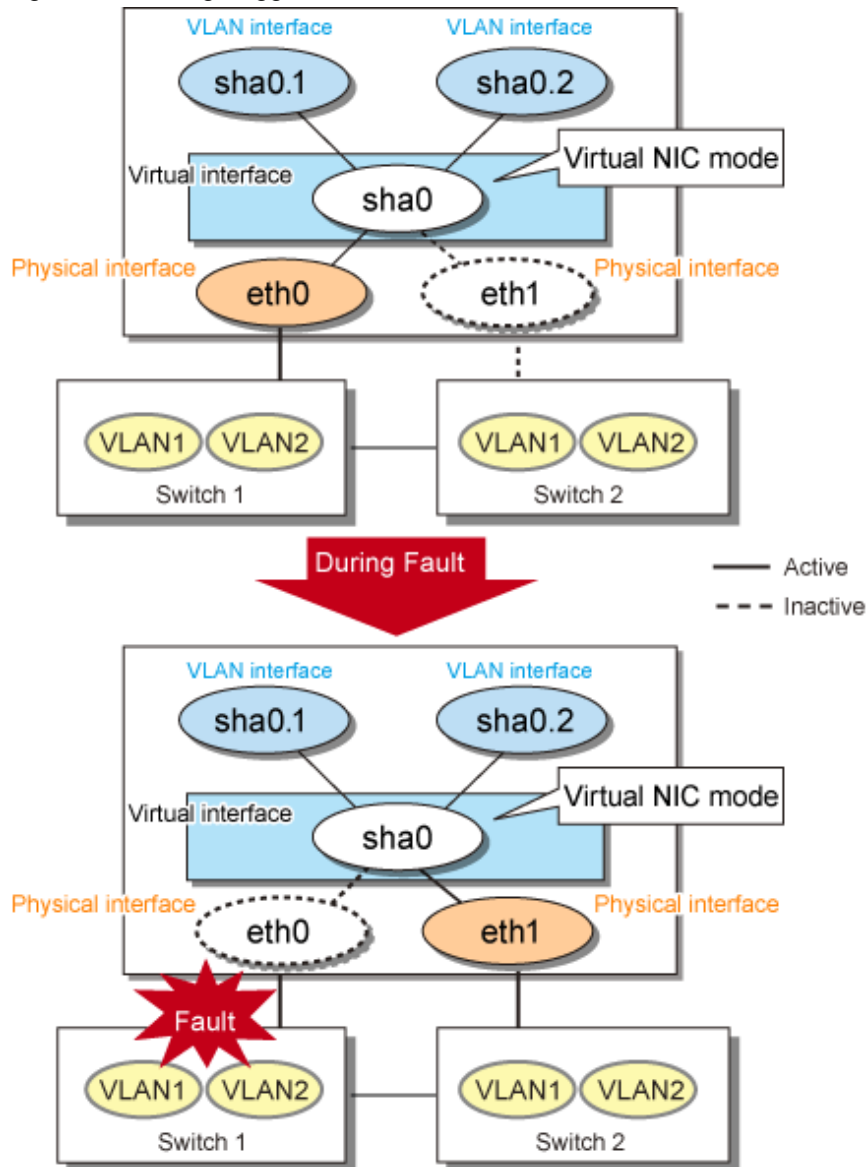 VLAN interface VLAN interface
sha0.1 sha0.2
Virtual NIC mode
Virtual interface
sha0
Physical interface Physical interface
eth0 eth1
VLAN1 VLAN2 VLAN1 VLAN2
Switch 1 Switch 2
During Fault
Active
Inactive
VLAN interface VLAN interface
sha0.1 sha0.2
Virtual NIC mode
Virtual interface
sha0
Physical interface Physical interface
eth0 eth1
Fault
VLAN1 VLAN2 VLAN1 VLAN2
Switch 1 Switch 2